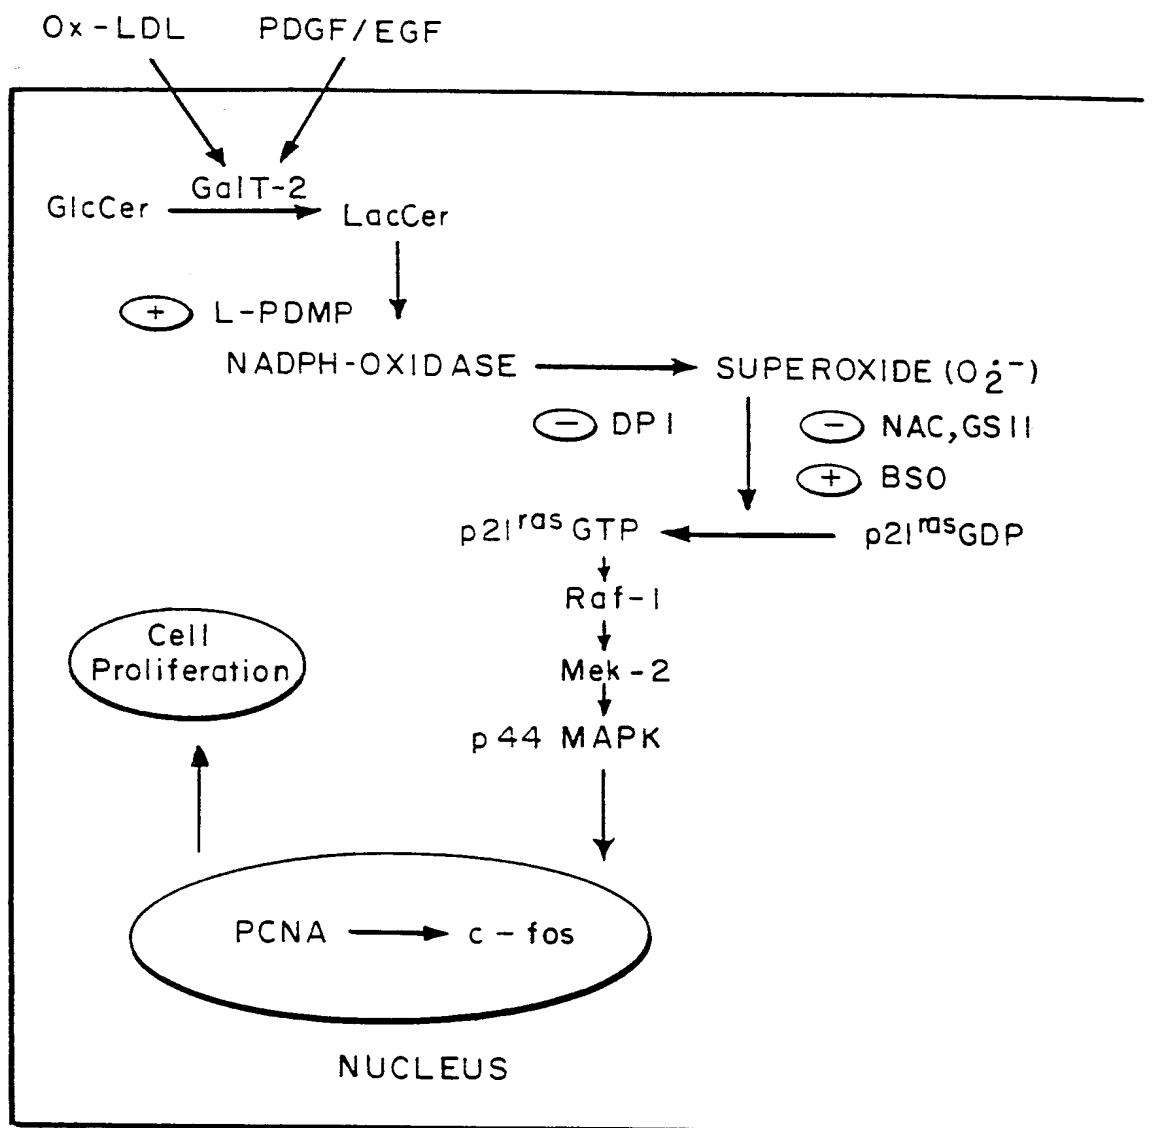 Ox-LDL PDGF/EGF
GalT-2
GlcCer LacCer
+ L-PDMP
NADPH-OXIDASE SUPEROXIDE (O2˙−)
− DPI − NAC, GSH
+ BSO
p21ras GTP p21ras GDP
Raf-1
Cell
Proliferation
Mek-2
p44 MAPK
PCNA c-fos
NUCLEUS